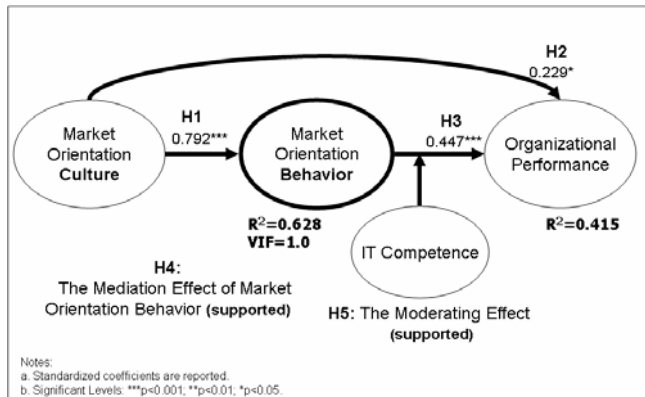 H2
0.229*
H1
0.792***
H3
0.447***
Market
Orientation
Culture
Market
Orientation
Behavior
Organizational
Performance
R²=0.628
VIF=1.0
R²=0.415
IT Competence
H4:
The Mediation Effect of Market
Orientation Behavior (supported)
H5: The Moderating Effect
(supported)
Notes:
a. Standardized coefficients are reported.
b. Significant Levels: ***p<0.001; **p<0.01; *p<0.05.